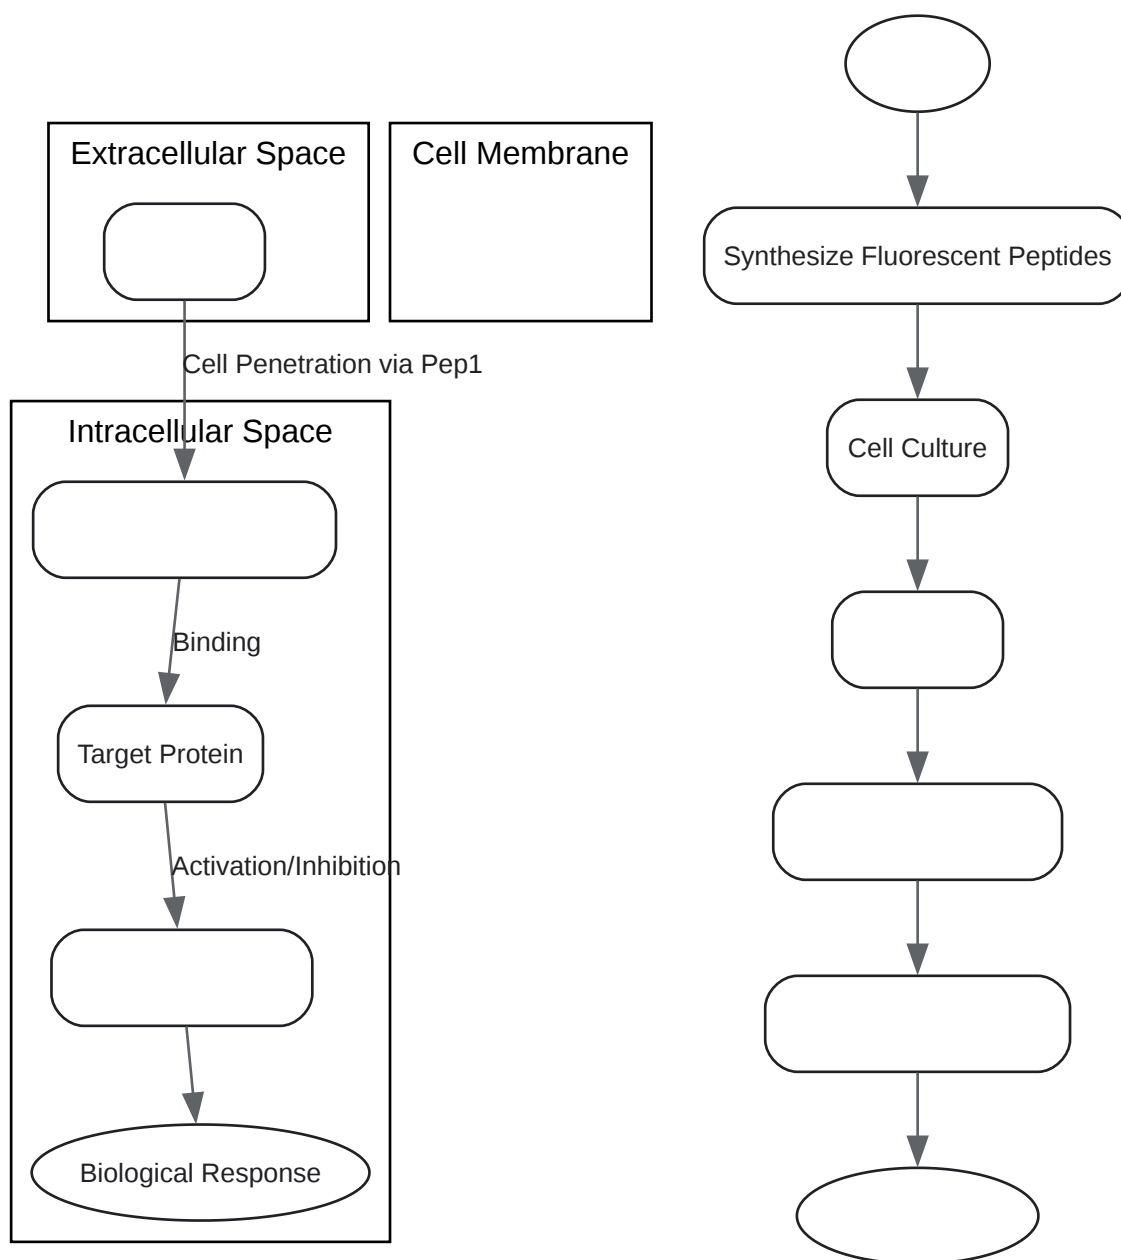 Extracellular Space
Cell Membrane
Cell Penetration via Pep1
Intracellular Space
Binding
Target Protein
Activation/Inhibition
Biological Response
Synthesize Fluorescent Peptides
Cell Culture